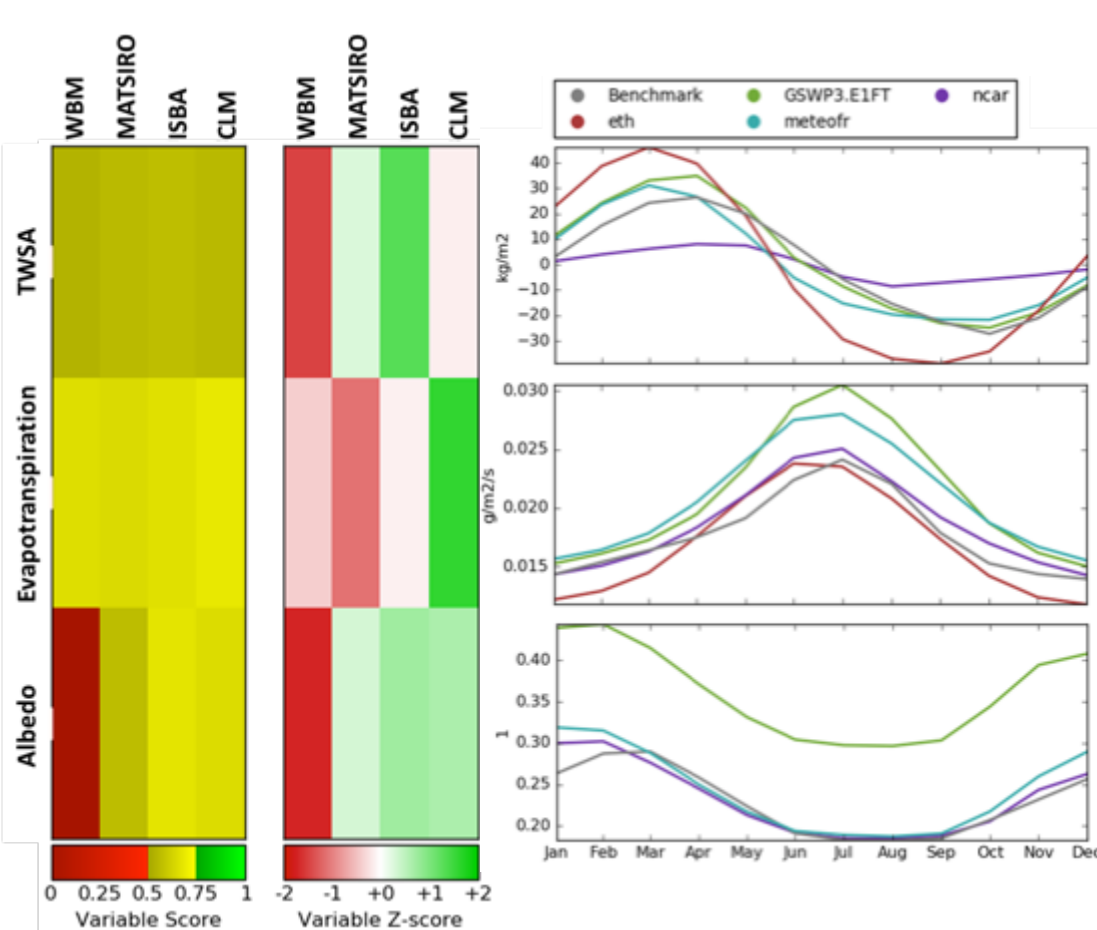 WBM
MATSIRO
ISBA
CLM
WBM
MATSIRO
ISBA
CLM
TWSA
Evapotranspiration
Albedo
0 0.25 0.5 0.75 1
Variable Score
-2 -1 +0 +1 +2
Variable Z-score
Benchmark GSWP3.E1FT ncar
eth meteofr
40
30
20
10
0
−10
−20
−30
kg/m2
0.030
0.025
0.020
0.015
g/m2/s
0.40
0.35
0.30
0.25
0.20
1
Jan Feb Mar Apr May Jun Jul Aug Sep Oct Nov Dec